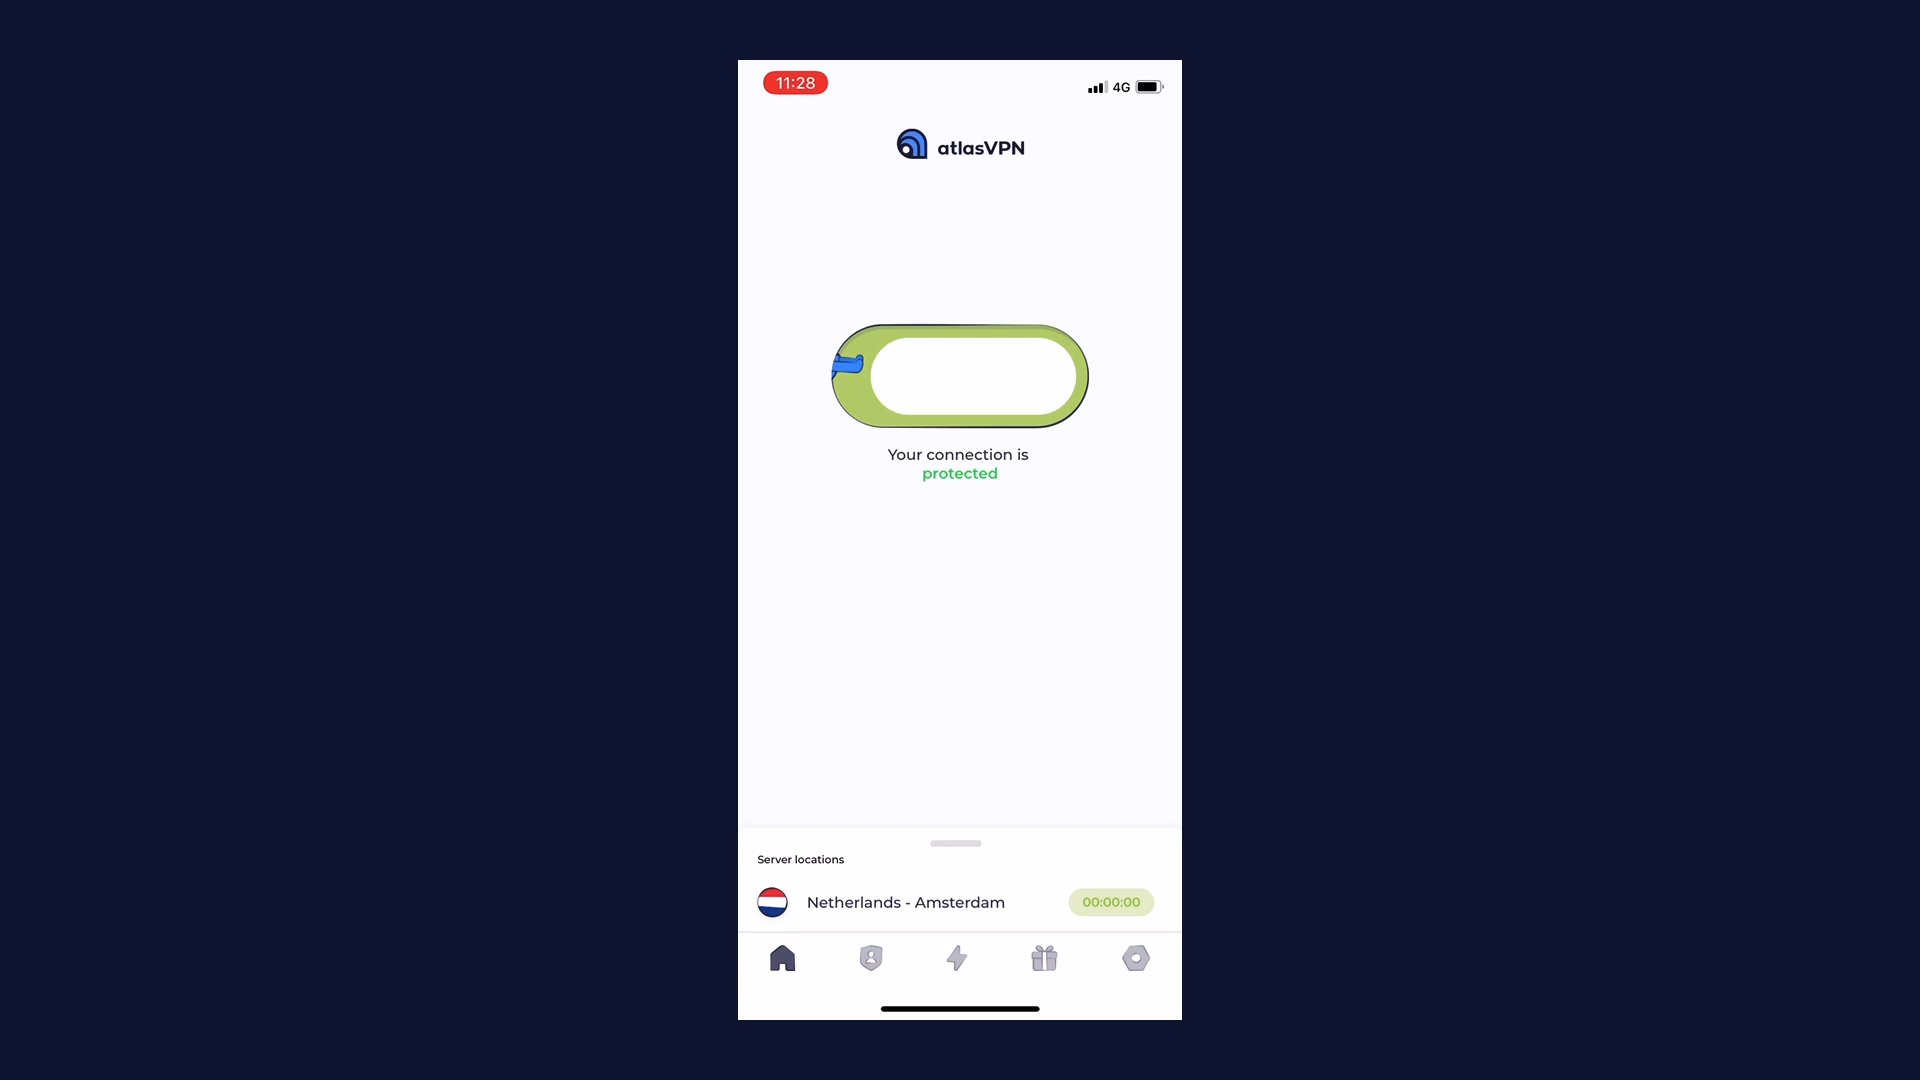 11:28
4G
atlasVPN
Your connection is
protected
Server locations
Netherlands - Amsterdam
00:00:00